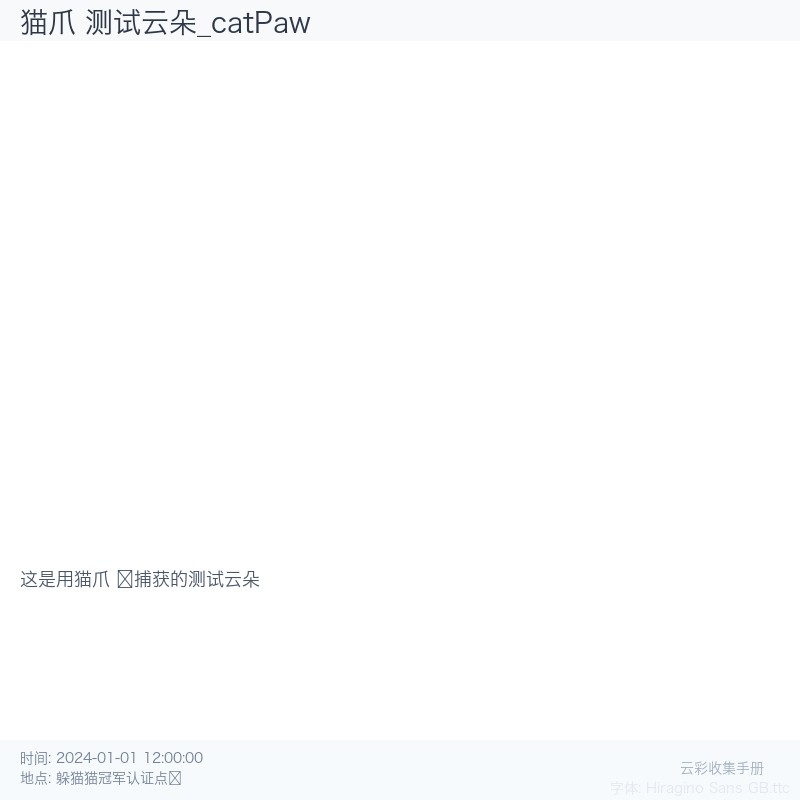 猫爪 测试云朵_catPaw
这是用猫爪 捕获的测试云朵
时间: 2024-01-01 12:00:00
地点: 躲猫猫冠军认证点
云彩收集手册
字体: Hiragino Sans GB.ttc